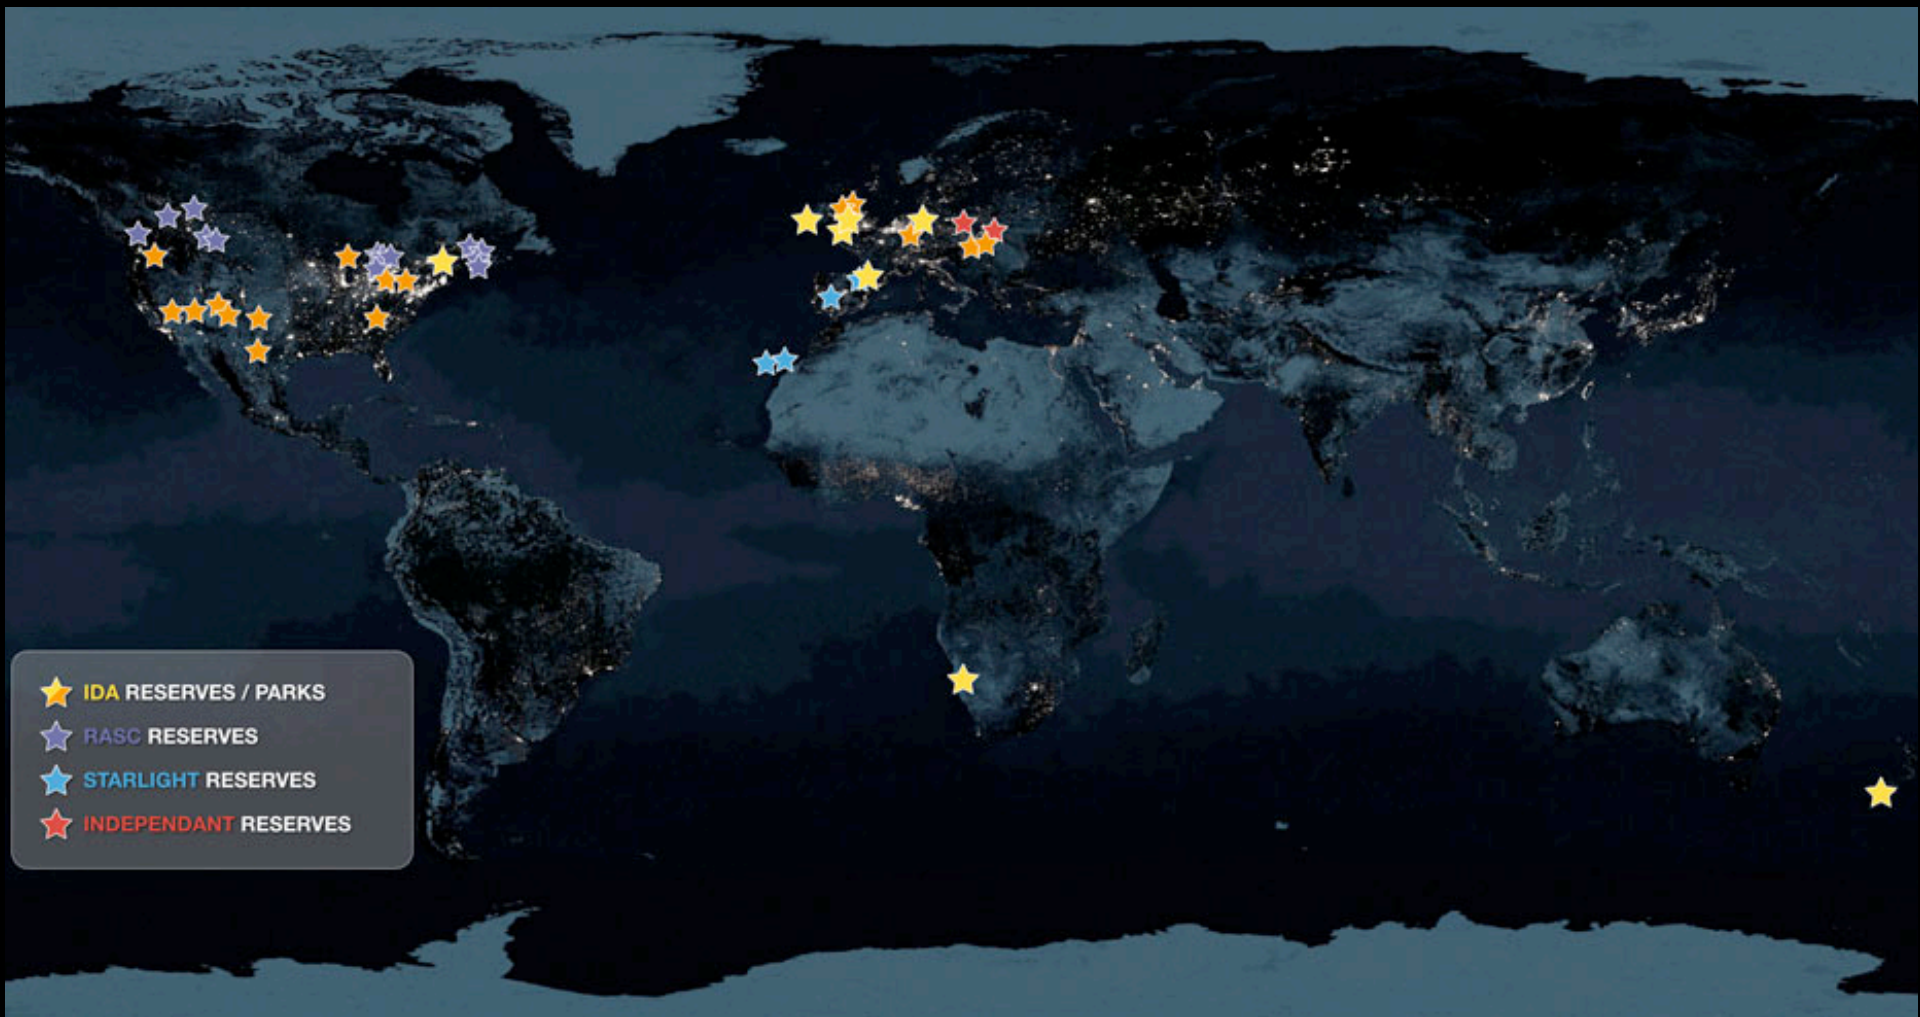 IDA RESERVES / PARKS
RASC RESERVES
STARLIGHT RESERVES
INDEPENDANT RESERVES